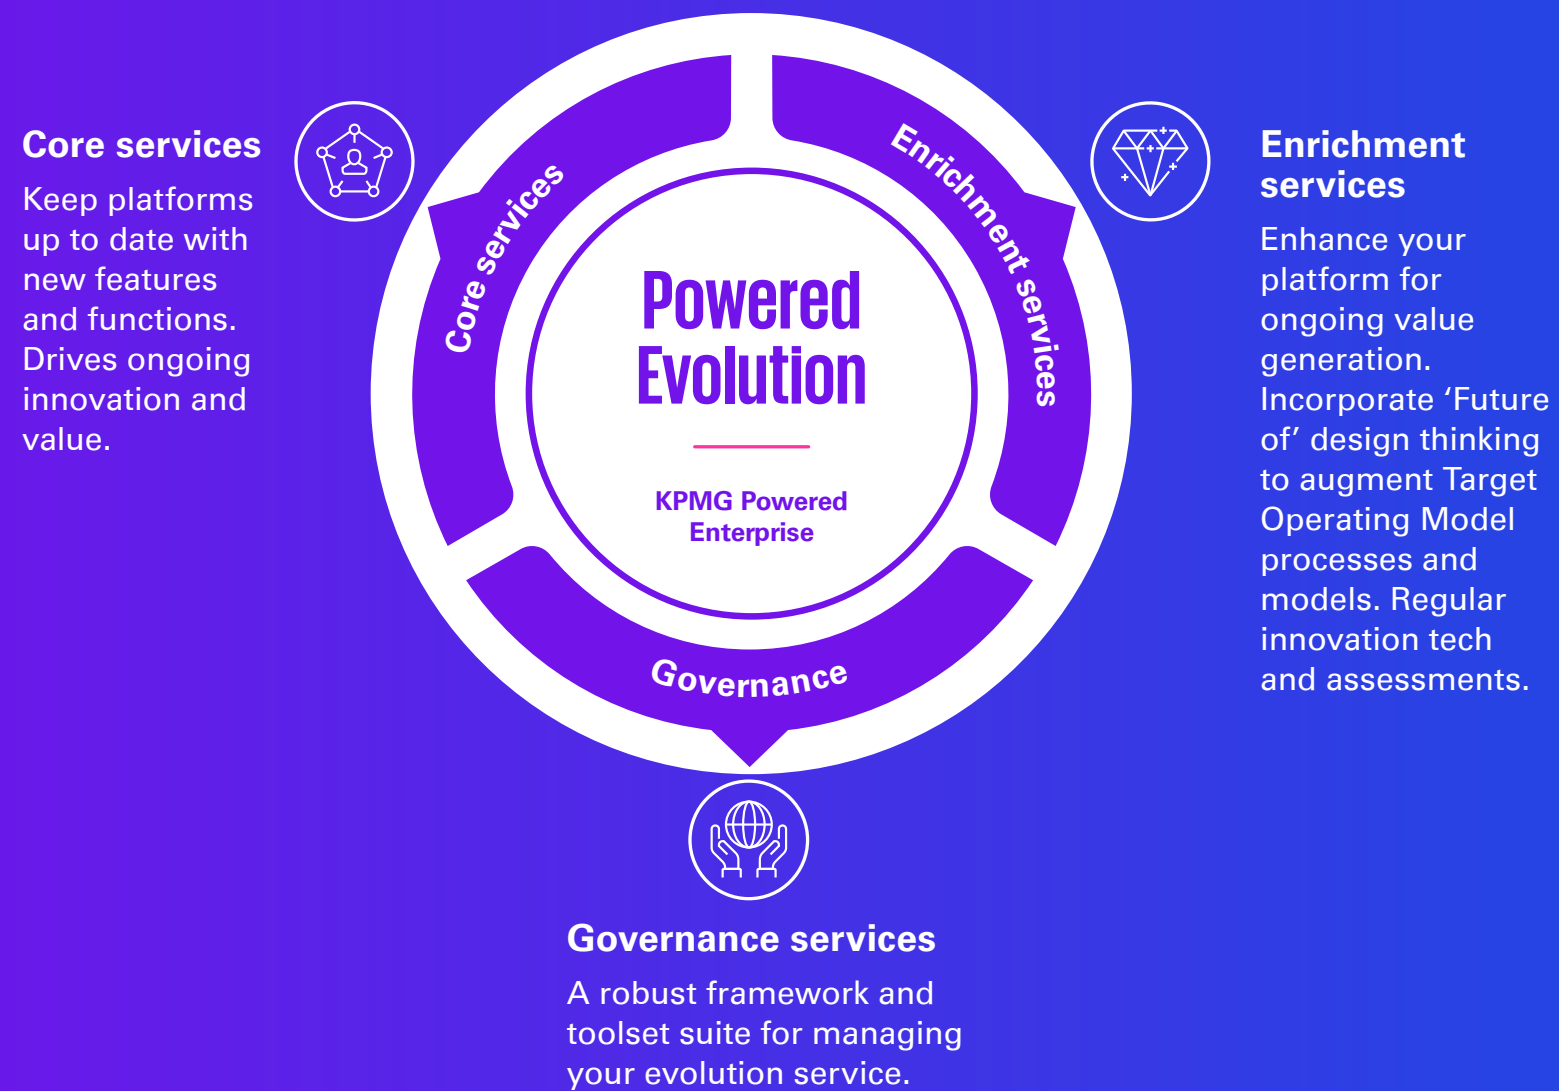 Core services
Keep platforms
up to date with
new features
and functions.
Drives ongoing
innovation and
value.
Core services
Enrichment services
Governance
Powered
Evolution
KPMG Powered
Enterprise
Enrichment
services
Enhance your
platform for
ongoing value
generation.
Incorporate ‘Future
of’ design thinking
to augment Target
Operating Model
processes and
models. Regular
innovation tech
and assessments.
Governance services
A robust framework and
toolset suite for managing
your evolution service.